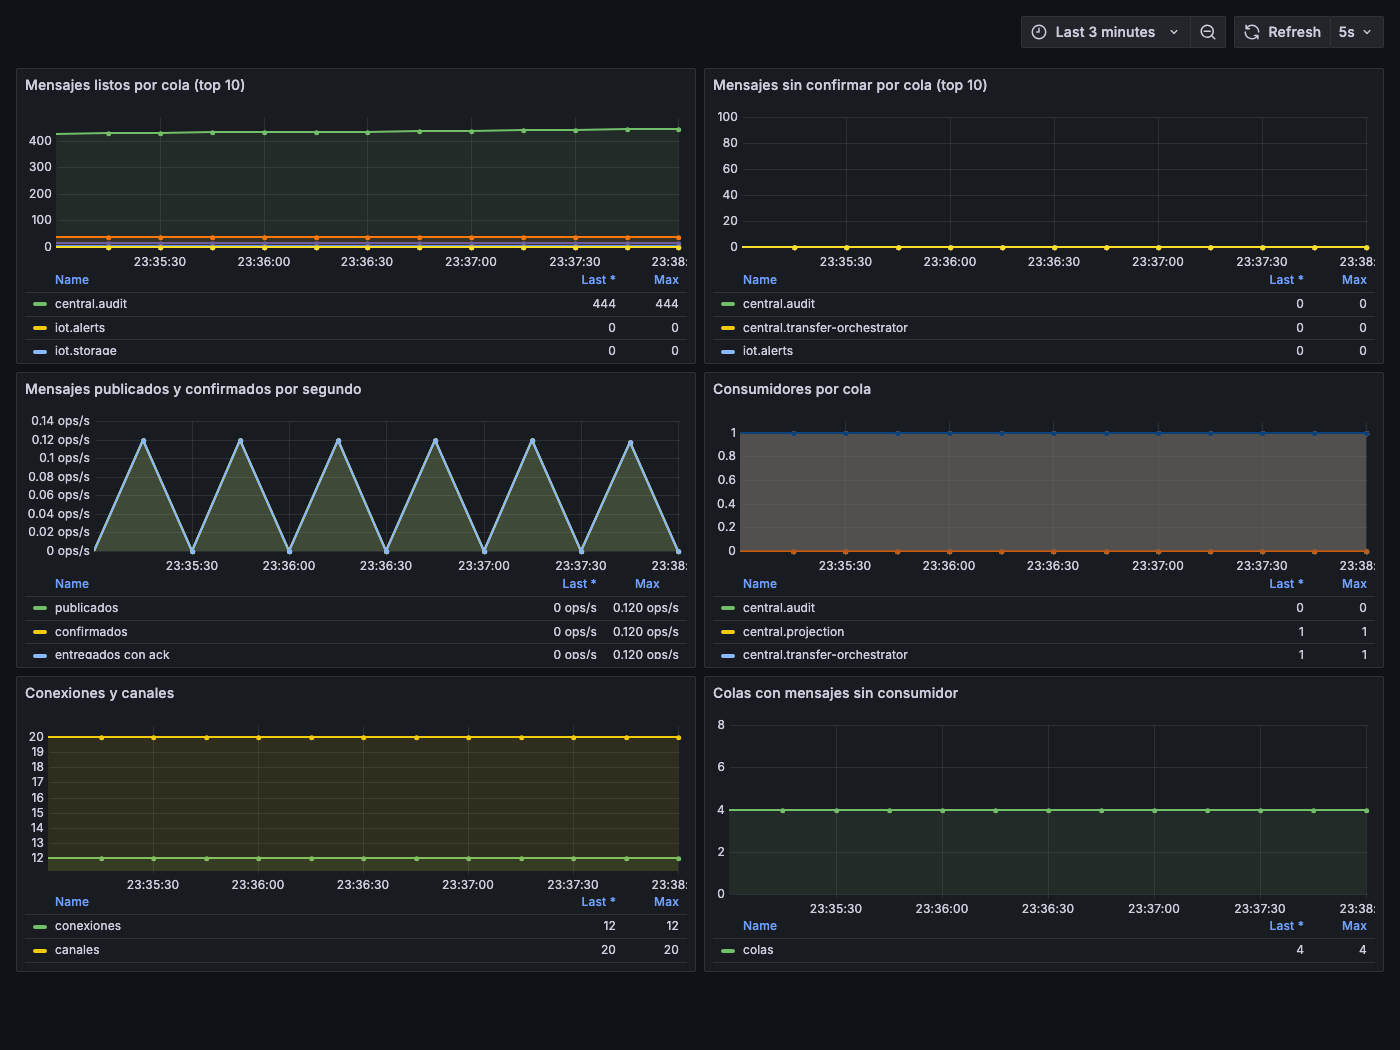 Last 3 minutes
Refresh 5s
Mensajes listos por cola (top 10)
400
300
200
100
0
23:35:30 23:36:00 23:36:30 23:37:00 23:37:30 23:38:
Name Last * Max
central.audit 444 444
iot.alerts 0 0
iot.storage 0 0
Mensajes sin confirmar por cola (top 10)
100
80
60
40
20
0
23:35:30 23:36:00 23:36:30 23:37:00 23:37:30 23:38:
Name Last * Max
central.audit 0 0
central.transfer-orchestrator 0 0
iot.alerts 0 0
Mensajes publicados y confirmados por segundo
0.14 ops/s
0.12 ops/s
0.1 ops/s
0.08 ops/s
0.06 ops/s
0.04 ops/s
0.02 ops/s
0 ops/s
23:35:30 23:36:00 23:36:30 23:37:00 23:37:30 23:38:
Name Last * Max
publicados 0 ops/s 0.120 ops/s
confirmados 0 ops/s 0.120 ops/s
entregados con ack 0 ops/s 0.120 ops/s
Consumidores por cola
1
0.8
0.6
0.4
0.2
0
23:35:30 23:36:00 23:36:30 23:37:00 23:37:30 23:38:
Name Last * Max
central.audit 0 0
central.projection 1 1
central.transfer-orchestrator 1 1
Conexiones y canales
20
19
18
17
16
15
14
13
12
23:35:30 23:36:00 23:36:30 23:37:00 23:37:30 23:38:
Name Last * Max
conexiones 12 12
canales 20 20
Colas con mensajes sin consumidor
8
6
4
2
0
23:35:30 23:36:00 23:36:30 23:37:00 23:37:30 23:38:
Name Last * Max
colas 4 4